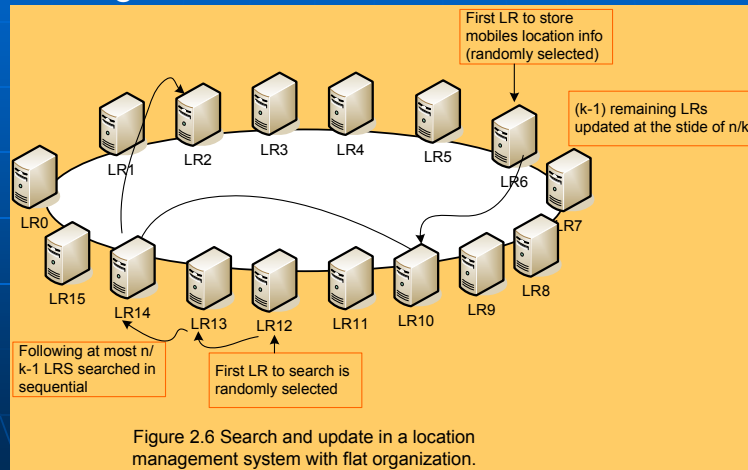 First LR to store
mobiles location info
(randomly selected)
(k-1) remaining LRs
updated at the stide of n/k
LR1
LR2
LR3
LR4
LR5
LR6
LR0
LR7
LR15
LR14
LR13
LR12
LR11
LR10
LR9
LR8
Following at most n/
k-1 LRS searched in
sequential
First LR to search is
randomly selected
Figure 2.6 Search and update in a location
management system with flat organization.